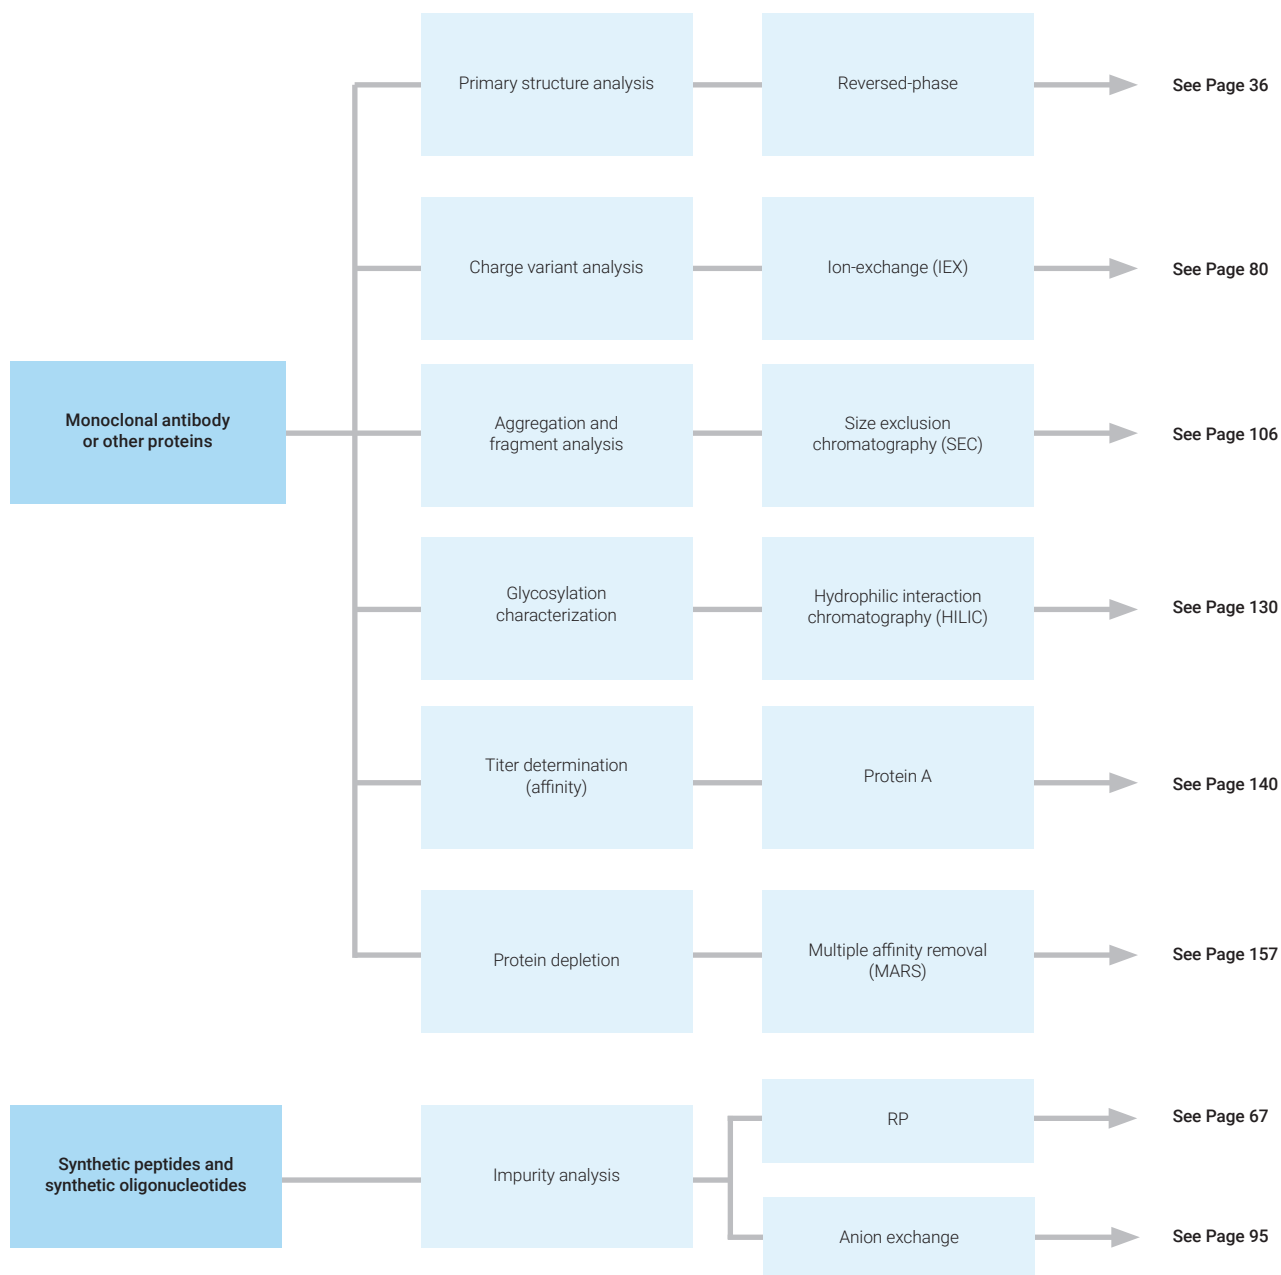 Primary structure analysis
Reversed-phase
See Page 36
Charge variant analysis
Ion-exchange (IEX)
See Page 80
Monoclonal antibody
or other proteins
Aggregation and
fragment analysis
Size exclusion
chromatography (SEC)
See Page 106
Glycosylation
characterization
Hydrophilic interaction
chromatography (HILIC)
See Page 130
Titer determination
(affinity)
Protein A
See Page 140
Protein depletion
Multiple affinity removal
(MARS)
See Page 157
Synthetic peptides and
synthetic oligonucleotides
Impurity analysis
RP
See Page 67
Anion exchange
See Page 95